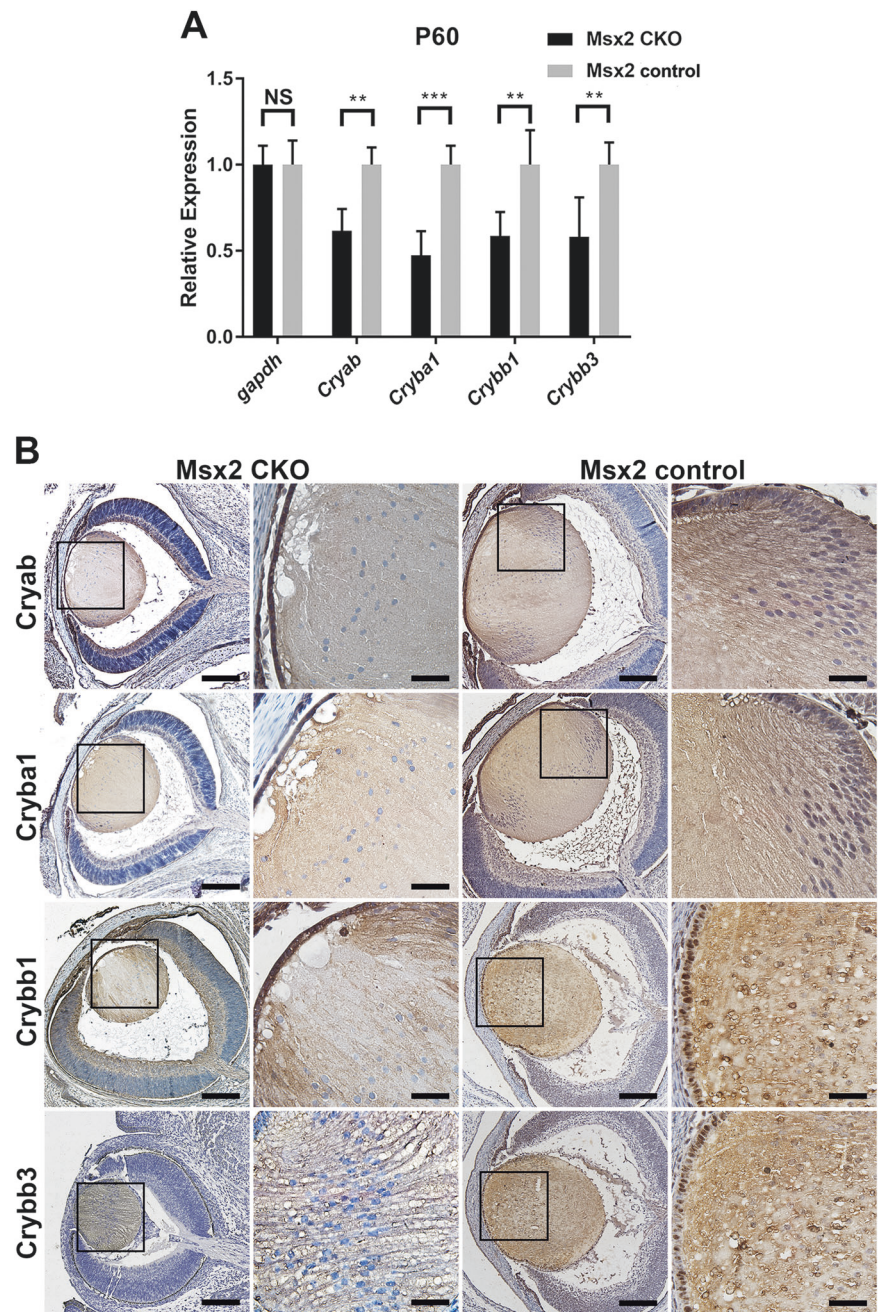 A
P60
Msx2 CKO
Msx2 control
Relative Expression
1.5
1.0
0.5
0.0
NS
**
***
**
**
gapdh
Cryab
Cryba1
Crybb1
Crybb3
B
Msx2 CKO
Msx2 control
Cryab
Cryba1
Crybb1
Crybb3